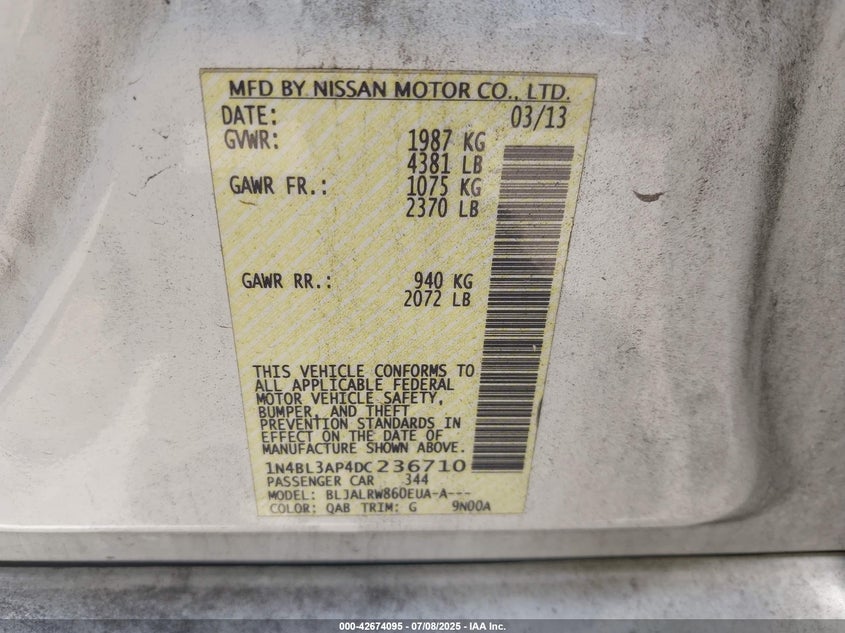 MFD BY NISSAN MOTOR CO., LTD.
DATE: 03/13
GVWR: 1987 KG
4381 LB
GAWR FR.: 1075 KG
2370 LB
GAWR RR.: 940 KG
2072 LB
THIS VEHICLE CONFORMS TO
ALL APPLICABLE FEDERAL
MOTOR VEHICLE SAFETY,
BUMPER, AND THEFT
PREVENTION STANDARDS IN
EFFECT ON THE DATE OF
MANUFACTURE SHOWN ABOVE.
1N4BL3AP4DC236710
PASSENGER CAR 344
MODEL: BLJALRW860EUA-A---
COLOR: QAB TRIM: G 9N00A
000-42674095 - 07/08/2025 - IAA Inc.